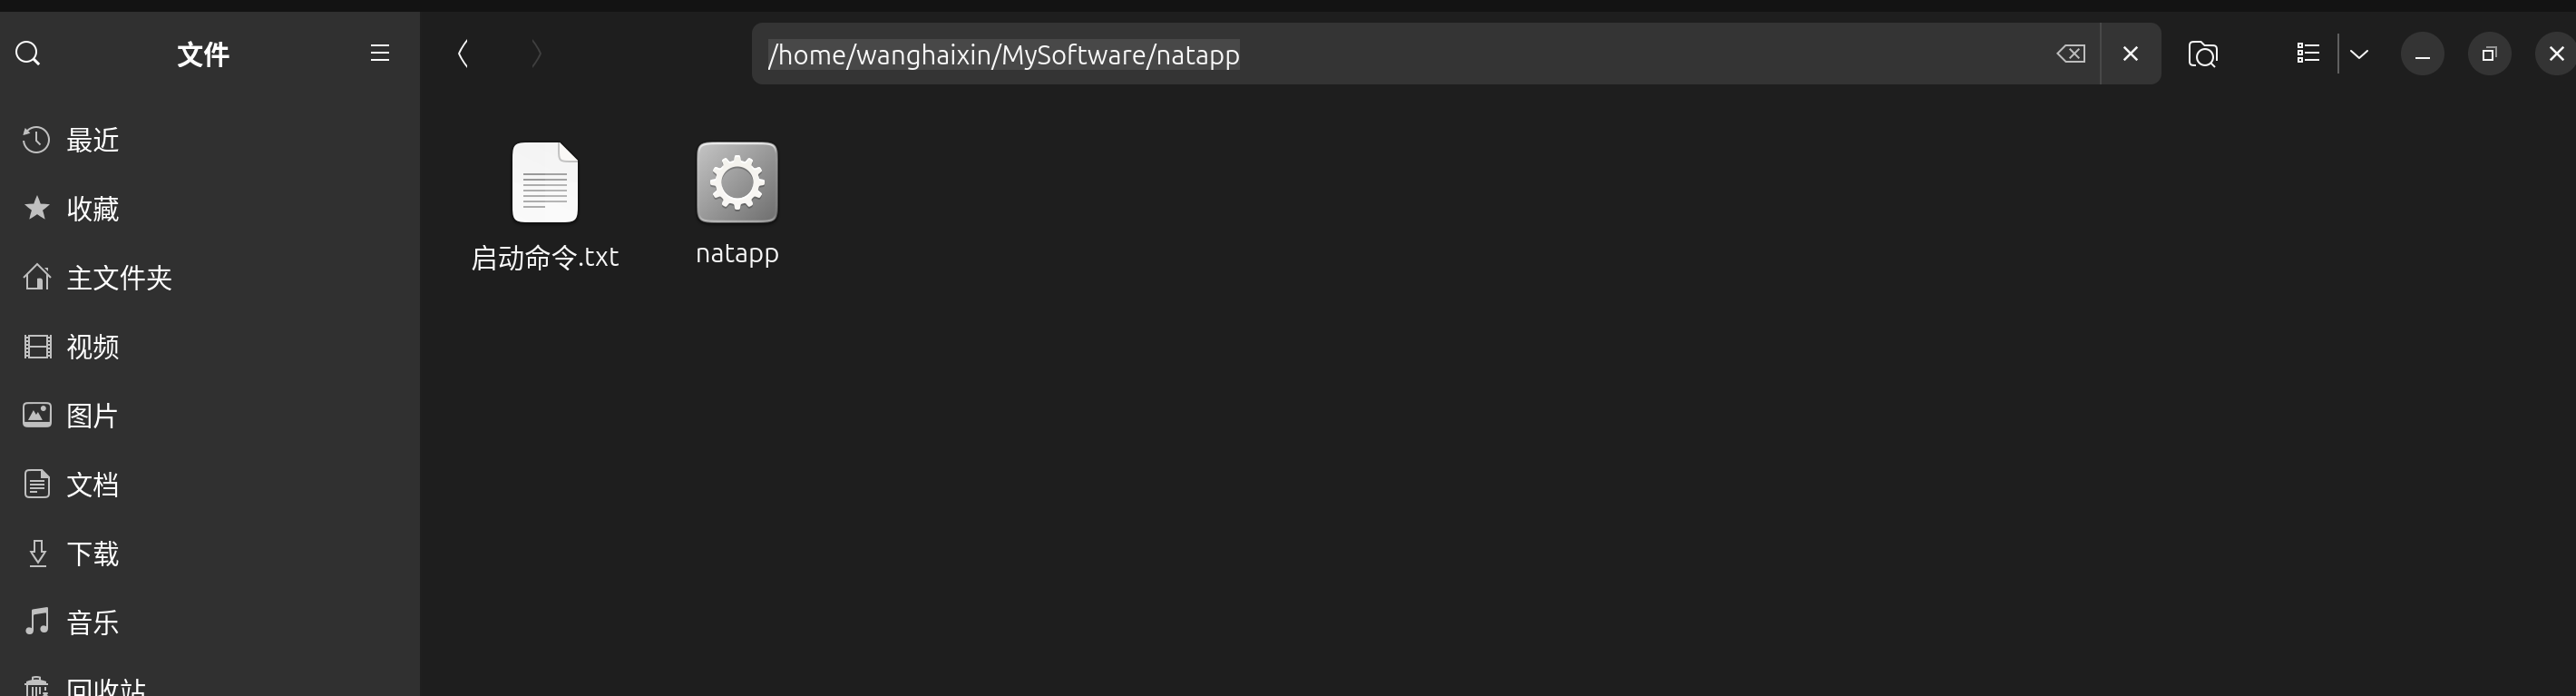 文件
/home/wanghaixin/MySoftware/natapp
最近
收藏
主文件夹
视频
图片
文档
下载
音乐
回收站
启动命令.txt
natapp